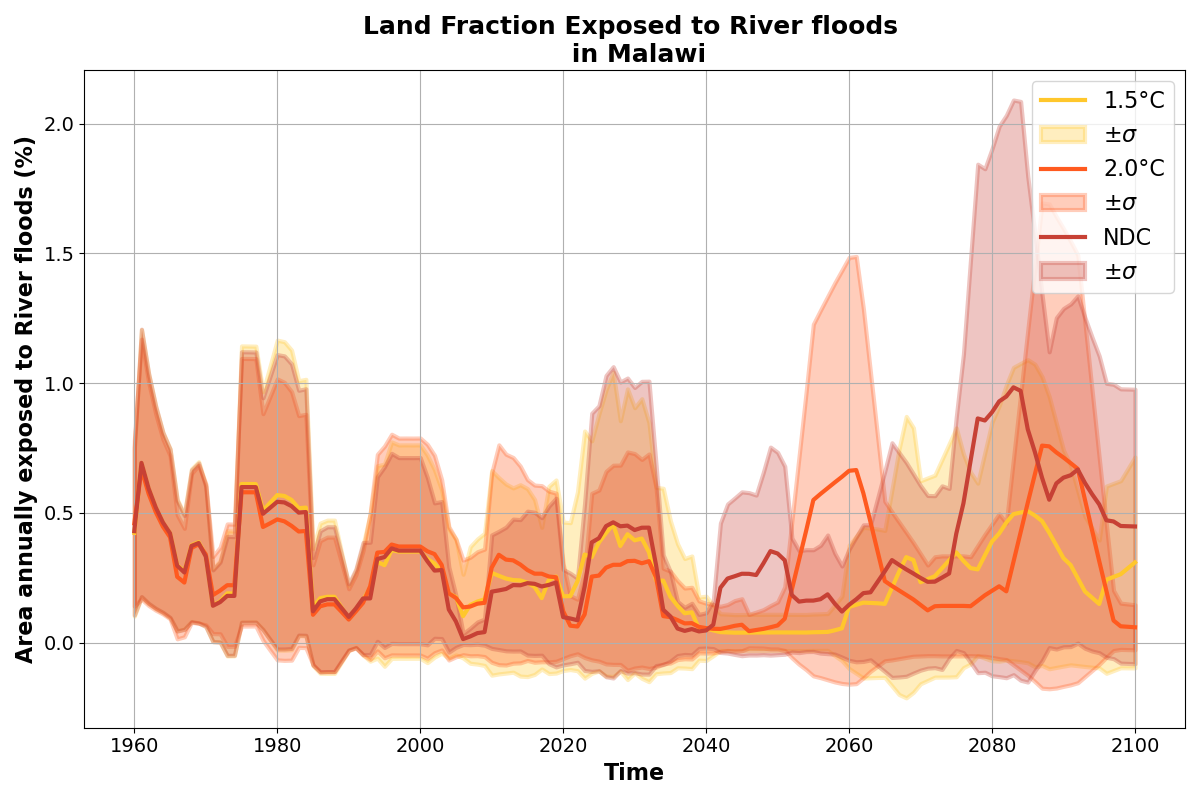 Land Fraction Exposed to River floods
in Malawi
Area annually exposed to River floods (%)
2.0
1.5
1.0
0.5
0.0
1.5°C
±σ
2.0°C
±σ
NDC
±σ
1960 1980 2000 2020 2040 2060 2080 2100
Time